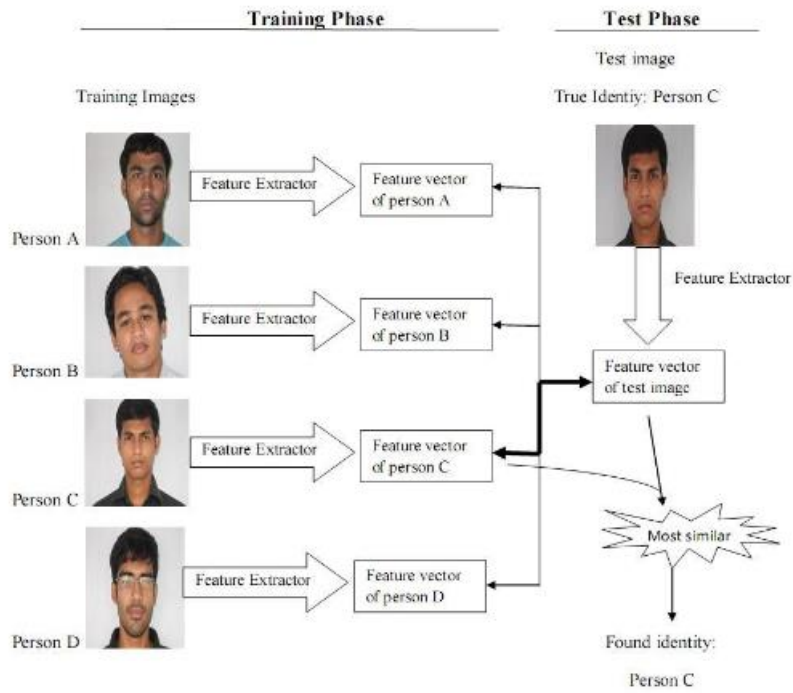 Training Phase
Test Phase
Test image
Training Images
True Identiy: Person C
Feature Extractor
Feature vector
of person A
Person A
Feature Extractor
Feature Extractor
Feature vector
of person B
Person B
Feature vector
of test image
Feature Extractor
Feature vector
of person C
Person C
Most similar
Feature Extractor
Feature vector
of person D
Person D
Found identity:
Person C